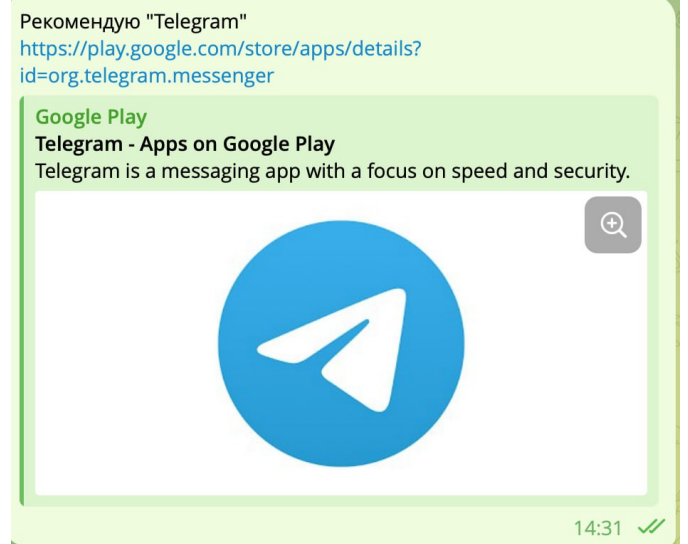 Рекомендую "Telegram"
https://play.google.com/store/apps/details?
id=org.telegram.messenger
Google Play
Telegram - Apps on Google Play
Telegram is a messaging app with a focus on speed and security.
14:31